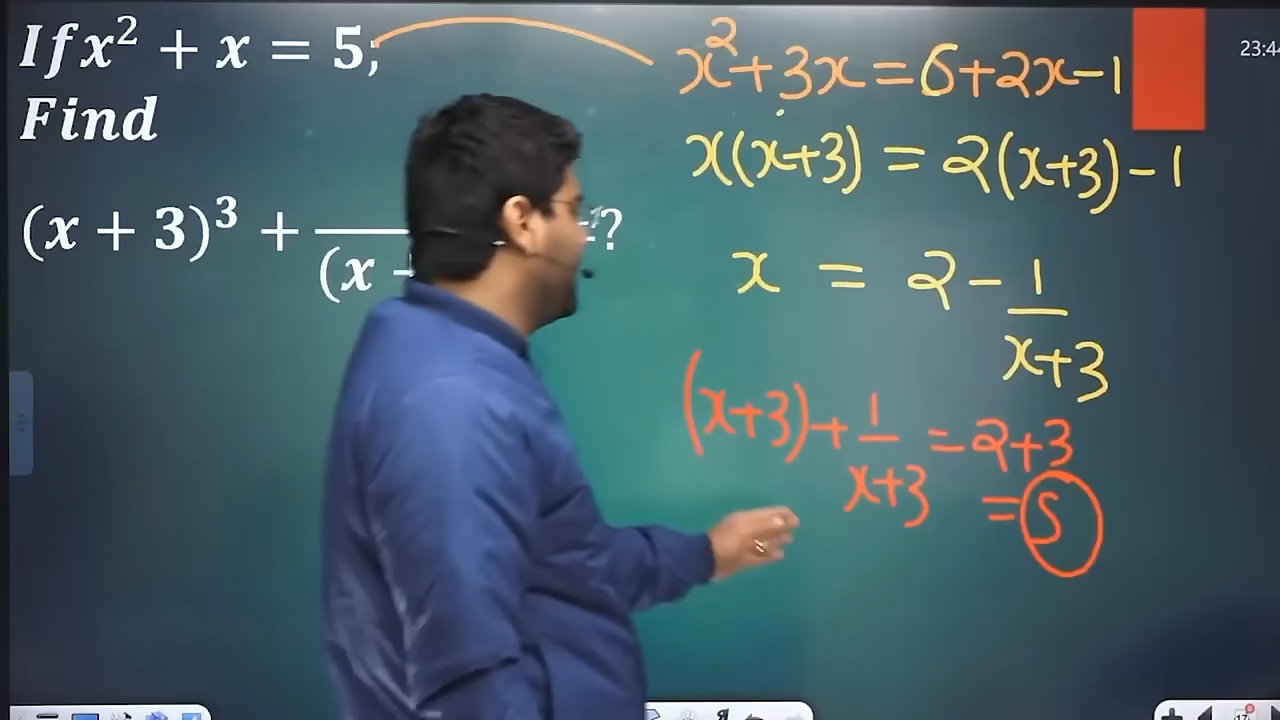 If x² + x = 5;
Find
(x + 3)³ + 1/(x = ?
x² + 3x = 6 + 2x - 1
x(x+3) = 2(x+3) - 1
x = 2 - 1/(x+3)
(x+3) + 1/(x+3) = 2+3
= 5
23:44